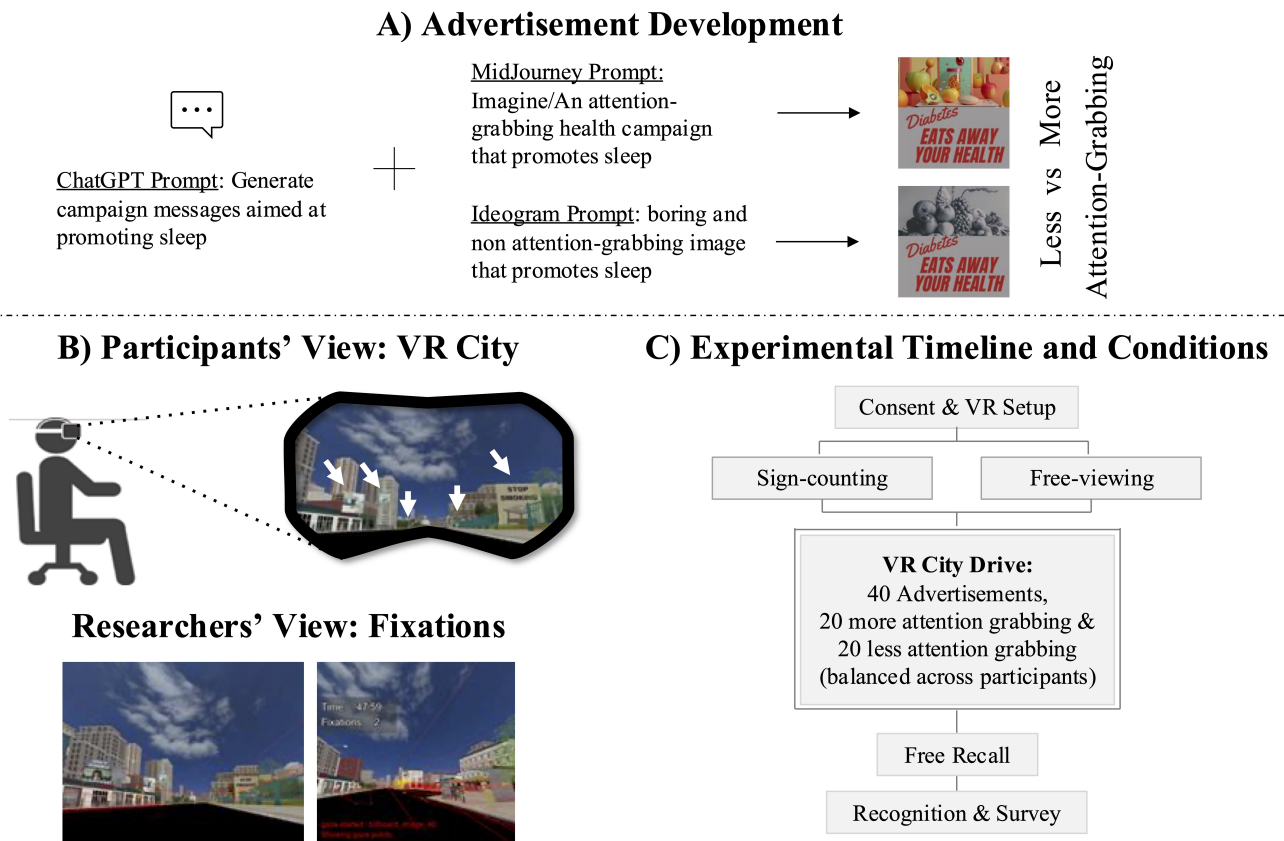 A) Advertisement Development
ChatGPT Prompt: Generate
campaign messages aimed at
promoting sleep
MidJourney Prompt:
Imagine/An attention-
grabbing health campaign
that promotes sleep
Ideogram Prompt: boring and
non attention-grabbing image
that promotes sleep
Diabetes
EATS AWAY
YOUR HEALTH
Diabetes
EATS AWAY
YOUR HEALTH
Less vs More
Attention-Grabbing
B) Participants’ View: VR City
STOP
SMOKING
Researchers’ View: Fixations
Time 47:59
Fixations 2
C) Experimental Timeline and Conditions
Consent & VR Setup
Sign-counting
Free-viewing
VR City Drive:
40 Advertisements,
20 more attention grabbing &
20 less attention grabbing
(balanced across participants)
Free Recall
Recognition & Survey